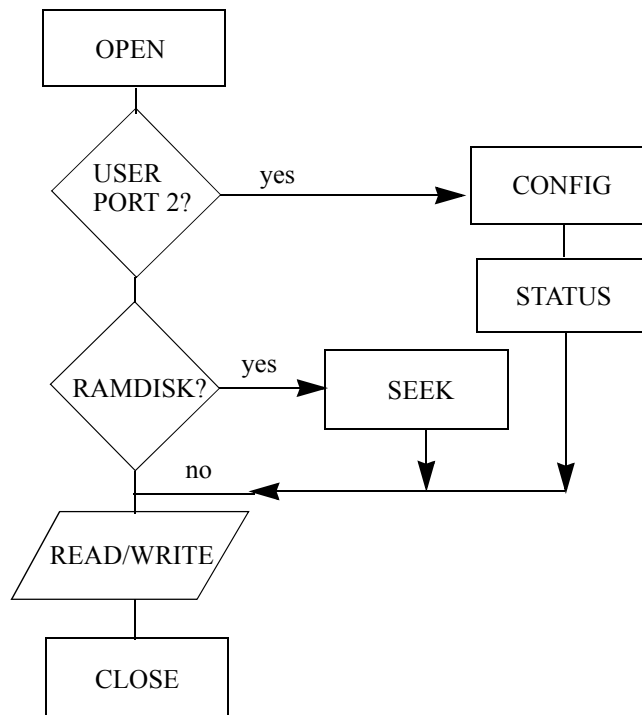 OPEN
USER
PORT 2?
yes
CONFIG
STATUS
RAMDISK?
yes
SEEK
no
READ/WRITE
CLOSE